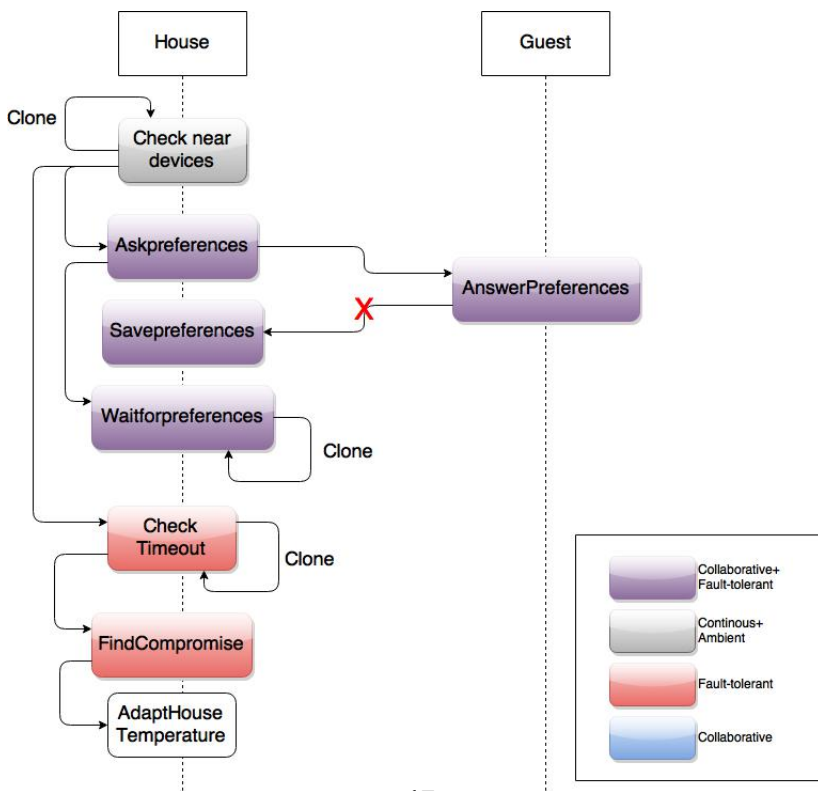 House
Guest
Clone
Check near
devices
Askpreferences
AnswerPreferences
X
Savepreferences
Waitforpreferences
Clone
Check
Timeout
Clone
FindCompromise
AdaptHouse
Temperature
Collaborative+
Fault-tolerant
Continous+
Ambient
Fault-tolerant
Collaborative